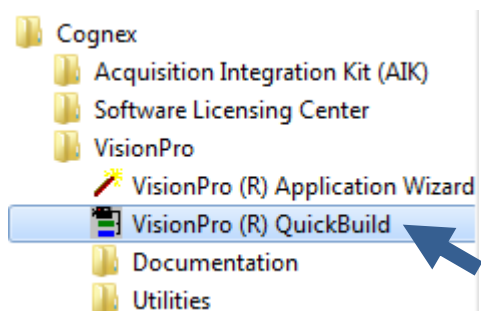 Cognex
Acquisition Integration Kit (AIK)
Software Licensing Center
VisionPro
VisionPro (R) Application Wizard
VisionPro (R) QuickBuild
Documentation
Utilities